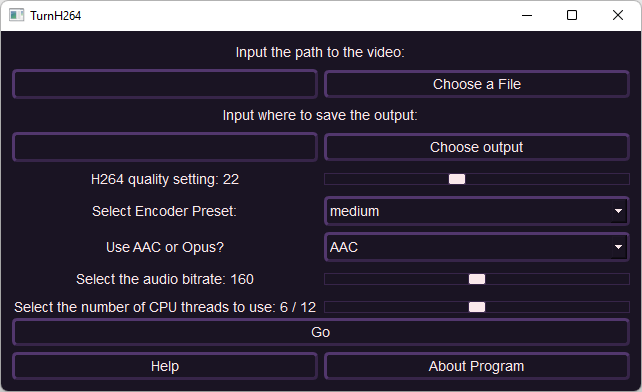 TurnH264
Input the path to the video:
Choose a File
Input where to save the output:
Choose output
H264 quality setting: 22
Select Encoder Preset:
medium
Use AAC or Opus?
AAC
Select the audio bitrate: 160
Select the number of CPU threads to use: 6 / 12
Go
Help
About Program